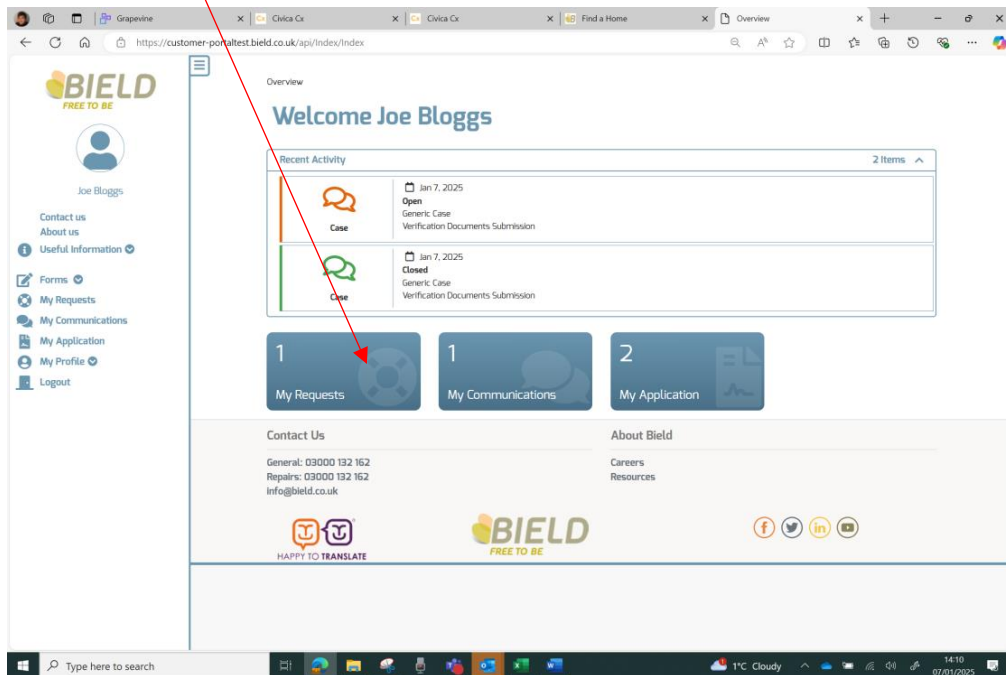 Grapevine
Civica Cx
Civica Cx
Find a Home
Overview
https://customer-portaltest.bield.co.uk/api/Index/Index
BIELD
FREE TO BE
Joe Bloggs
Contact us
About us
Useful Information
Forms
My Requests
My Communications
My Application
My Profile
Logout
Overview
Welcome Joe Bloggs
Recent Activity
2 Items
Case
Jan 7, 2025
Open
Generic Case
Verification Documents Submission
Case
Jan 7, 2025
Closed
Generic Case
Verification Documents Submission
1
My Requests
1
My Communications
2
My Application
Contact Us
General: 03000 132 162
Repairs: 03000 132 162
info@bield.co.uk
About Bield
Careers
Resources
HAPPY TO TRANSLATE
BIELD
FREE TO BE
Type here to search
1°C Cloudy
14:10
07/01/2025